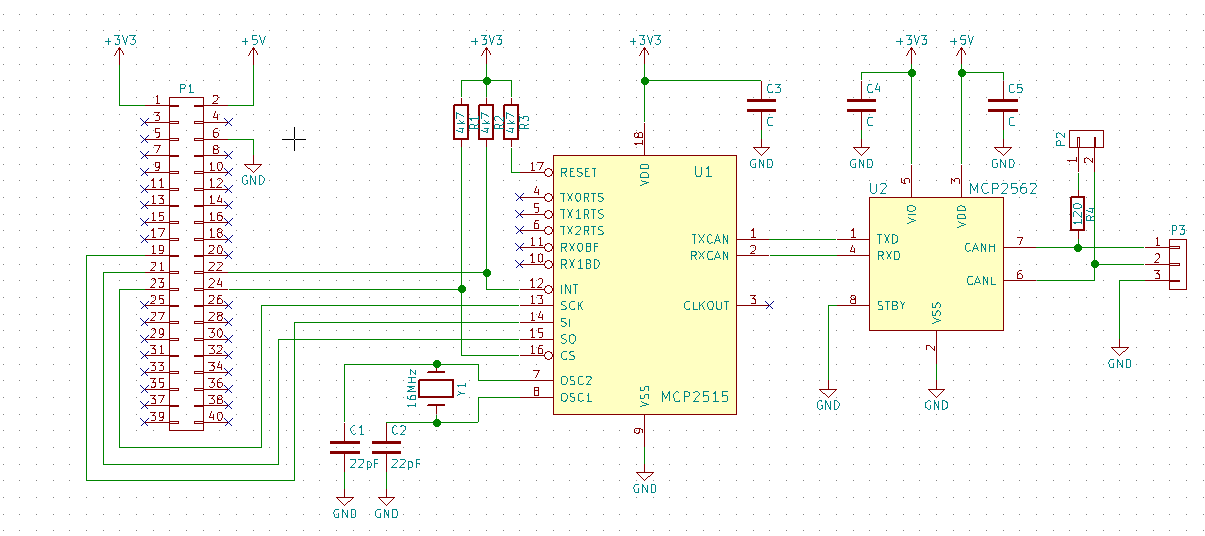 +3V3 +5V +3V3 +3V3 +3V3 +5V
P1 C3 C4 C5
1 2
3 4
5 6
7 8
9 10
11 12
13 14
15 16
17 18
19 20
21 22
23 24
25 26
27 28
29 30
31 32
33 34
35 36
37 38
39 40
GND
4k7 R1 4k7 R2 4k7 R3
C C C
GND GND GND
P2
1 2
120 R4
U1
MCP2515
18 VDD
17 RESET
4 TX0RTS
5 TX1RTS
6 TX2RTS
11 RX0BF
10 RX1BD
12 INT
13 SCK
14 SI
15 SO
16 CS
7 OSC2
8 OSC1
TXCAN 1
RXCAN 2
CLKOUT 3
VSS 9
GND
16MHz Y1
C1 C2
22pF 22pF
GND GND
U2 MCP2562
5 VIO
3 VDD
1 TXD
4 RXD
8 STBY
CANH 7
CANL 6
VSS 2
GND GND
P3
1
2
3
GND